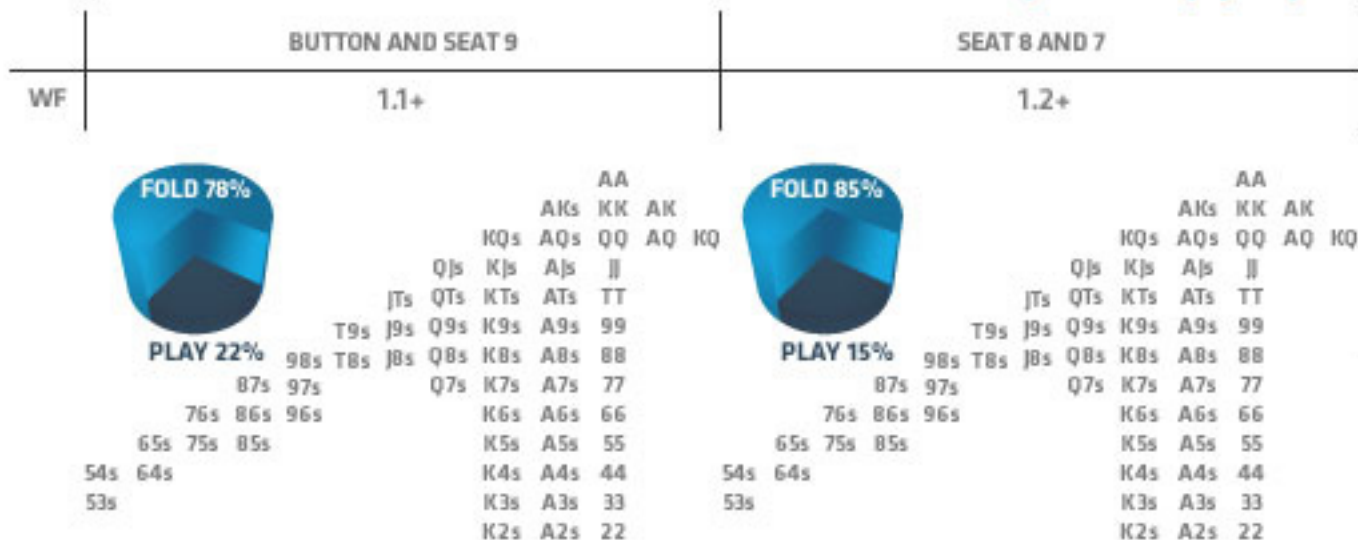 BUTTON AND SEAT 9 SEAT 8 AND 7
WF 1.1+ 1.2+
FOLD 78% AA FOLD 85% AA
AKs KK AK AKs KK AK
KQs AQs QQ AQ KQ KQs AQs QQ AQ KQ
QJs KJs AJs JJ QJs KJs AJs JJ
JTs QTs KTs ATs TT JTs QTs KTs ATs TT
T9s J9s Q9s K9s A9s 99 T9s J9s Q9s K9s A9s 99
PLAY 22% 98s T8s J8s Q8s K8s A8s 88 PLAY 15% 98s T8s J8s Q8s K8s A8s 88
87s 97s Q7s K7s A7s 77 87s 97s Q7s K7s A7s 77
76s 86s 96s K6s A6s 66 76s 86s 96s K6s A6s 66
65s 75s 85s K5s A5s 55 65s 75s 85s K5s A5s 55
54s 64s K4s A4s 44 54s 64s K4s A4s 44
53s K3s A3s 33 53s K3s A3s 33
K2s A2s 22 K2s A2s 22